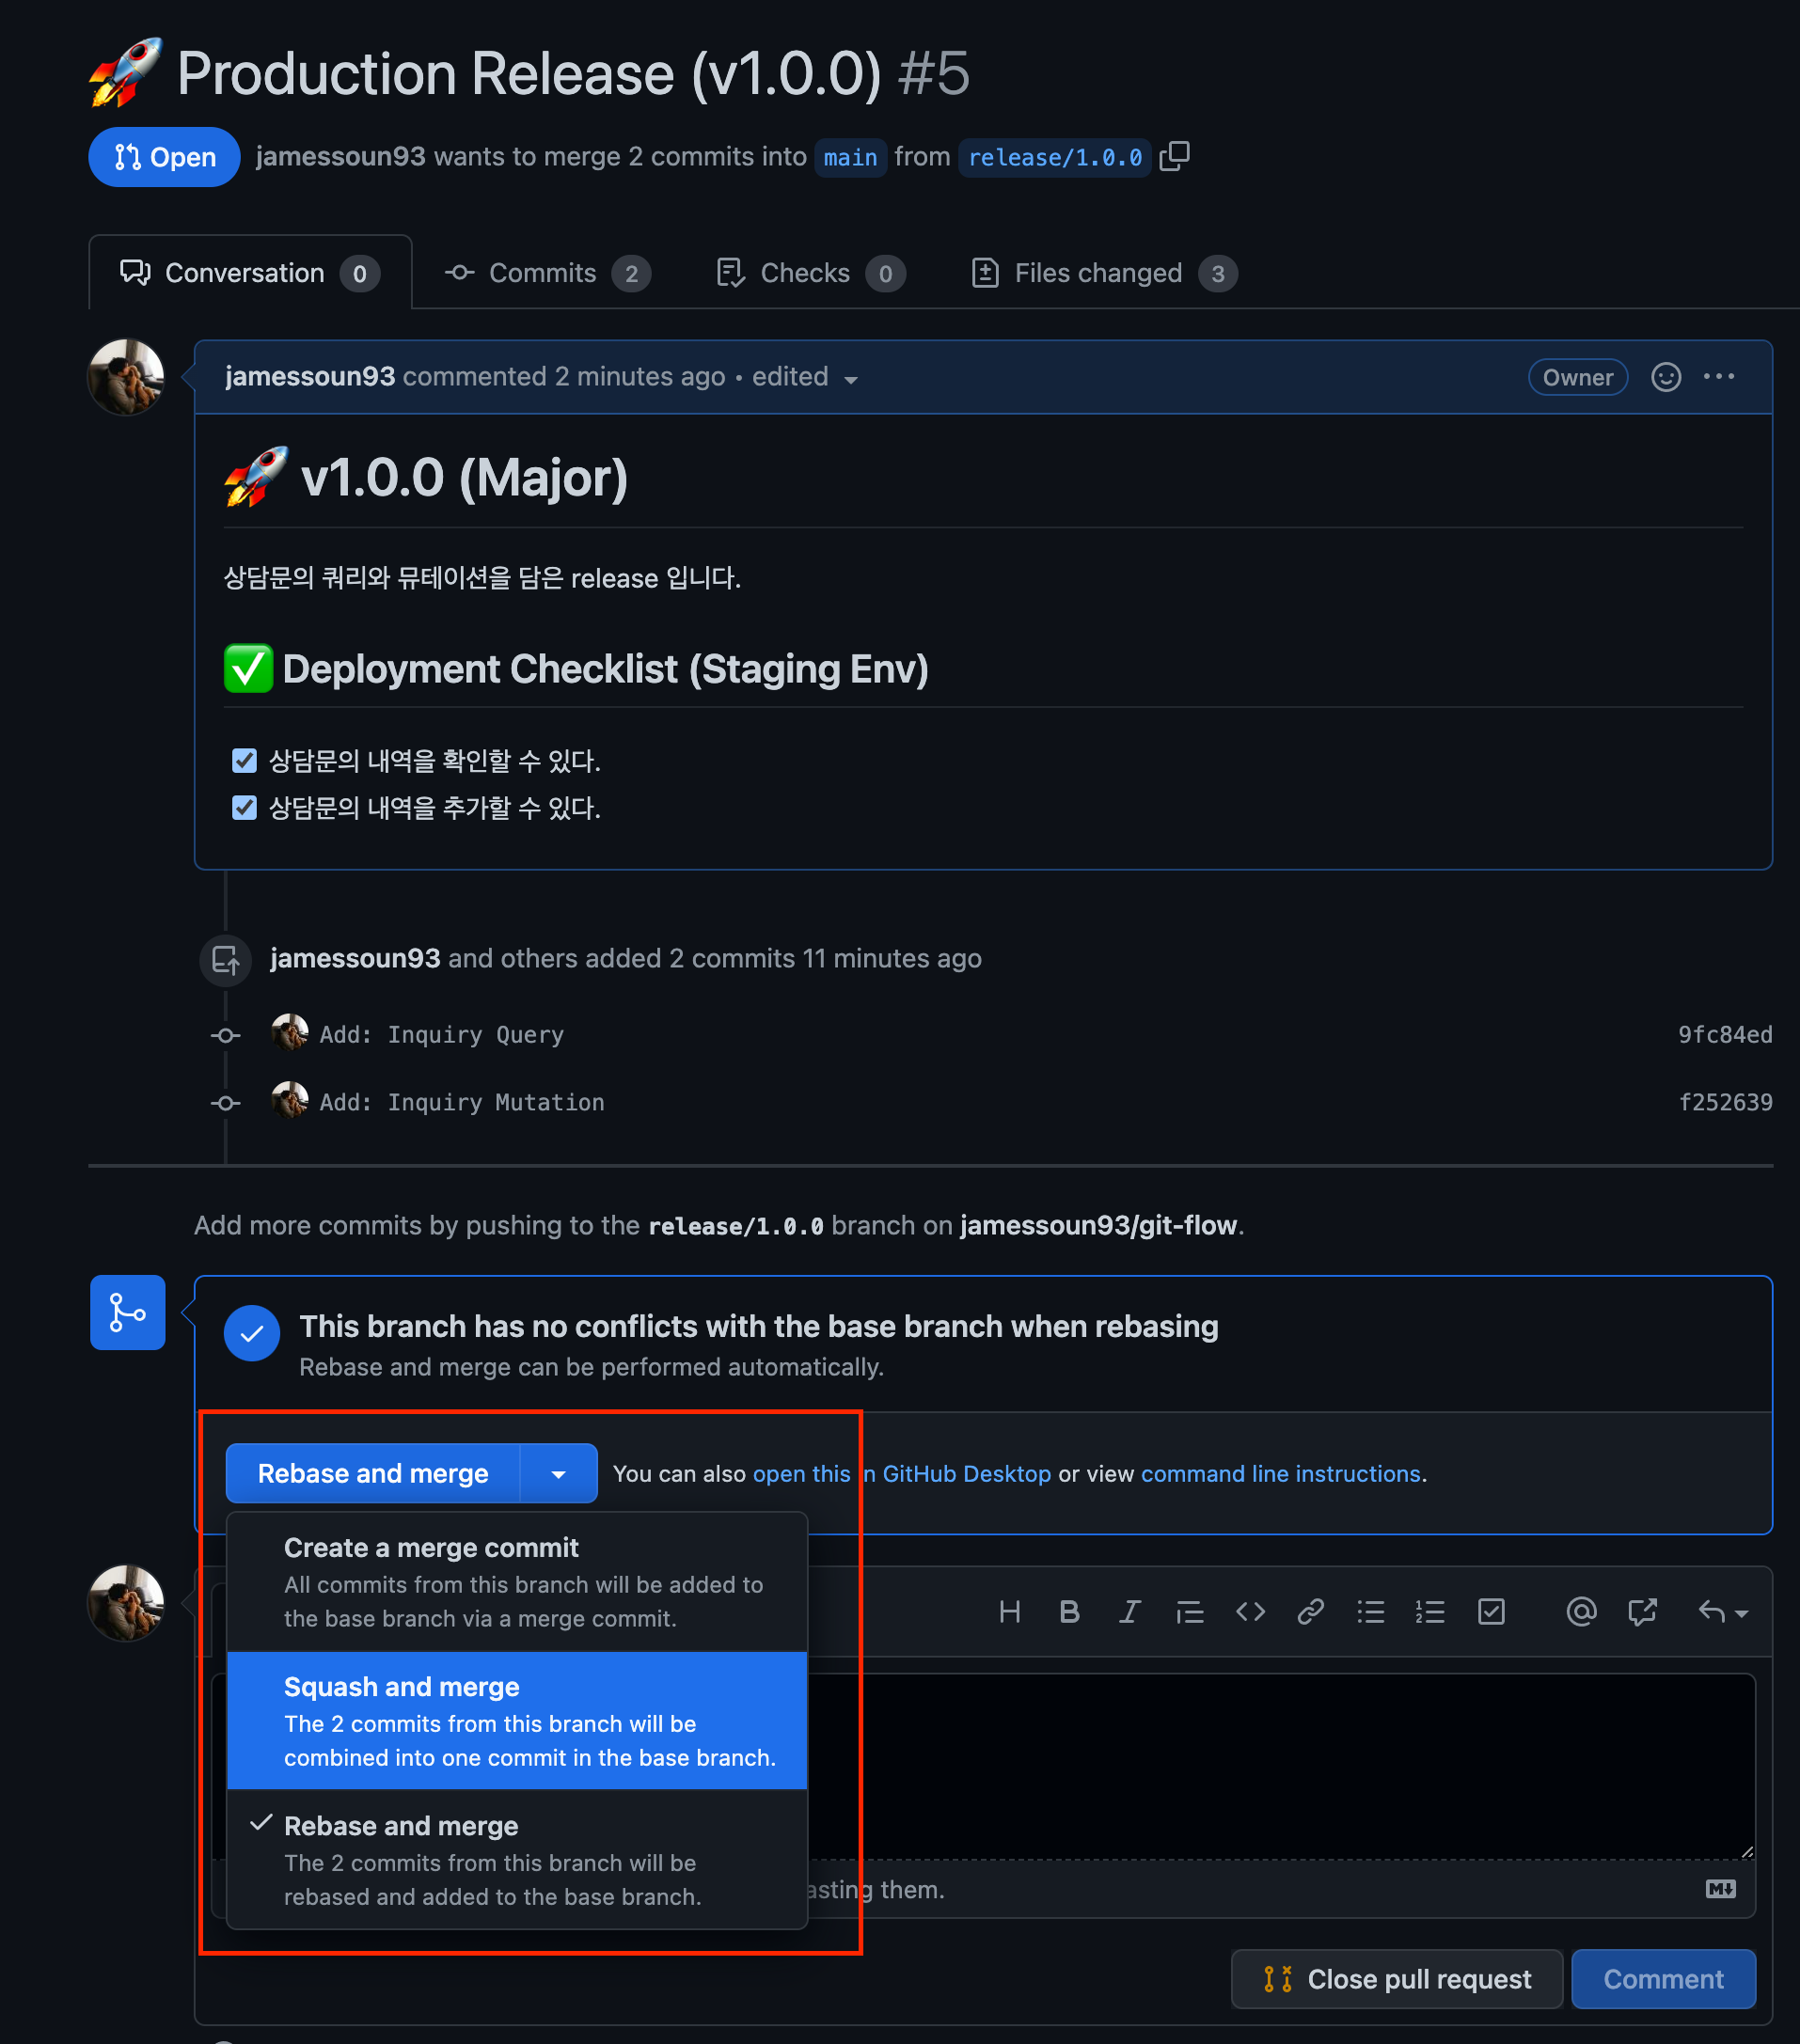 🚀 Production Release (v1.0.0) #5
Open jamessoun93 wants to merge 2 commits into main from release/1.0.0
Conversation 0 Commits 2 Checks 0 Files changed 3
jamessoun93 commented 2 minutes ago • edited Owner
🚀 v1.0.0 (Major)
상담문의 쿼리와 뮤테이션을 담은 release 입니다.
✅ Deployment Checklist (Staging Env)
상담문의 내역을 확인할 수 있다.
상담문의 내역을 추가할 수 있다.
jamessoun93 and others added 2 commits 11 minutes ago
Add: Inquiry Query 9fc84ed
Add: Inquiry Mutation f252639
Add more commits by pushing to the release/1.0.0 branch on jamessoun93/git-flow.
This branch has no conflicts with the base branch when rebasing
Rebase and merge can be performed automatically.
Rebase and merge You can also open this in GitHub Desktop or view command line instructions.
Create a merge commit
All commits from this branch will be added to
the base branch via a merge commit.
Squash and merge
The 2 commits from this branch will be
combined into one commit in the base branch.
Rebase and merge
The 2 commits from this branch will be
rebased and added to the base branch.
asting them.
Close pull request Comment